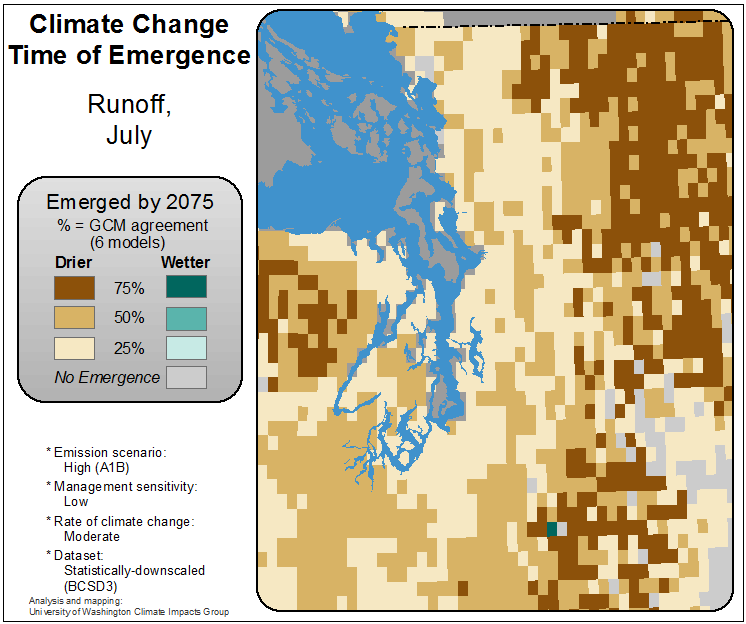 Climate Change
Time of Emergence
Runoff,
July
Emerged by 2075
% = GCM agreement
(6 models)
Drier Wetter
75%
50%
25%
No Emergence
* Emission scenario:
High (A1B)
* Management sensitivity:
Low
* Rate of climate change:
Moderate
* Dataset:
Statistically-downscaled
(BCSD3)
Analysis and mapping:
University of Washington Climate Impacts Group